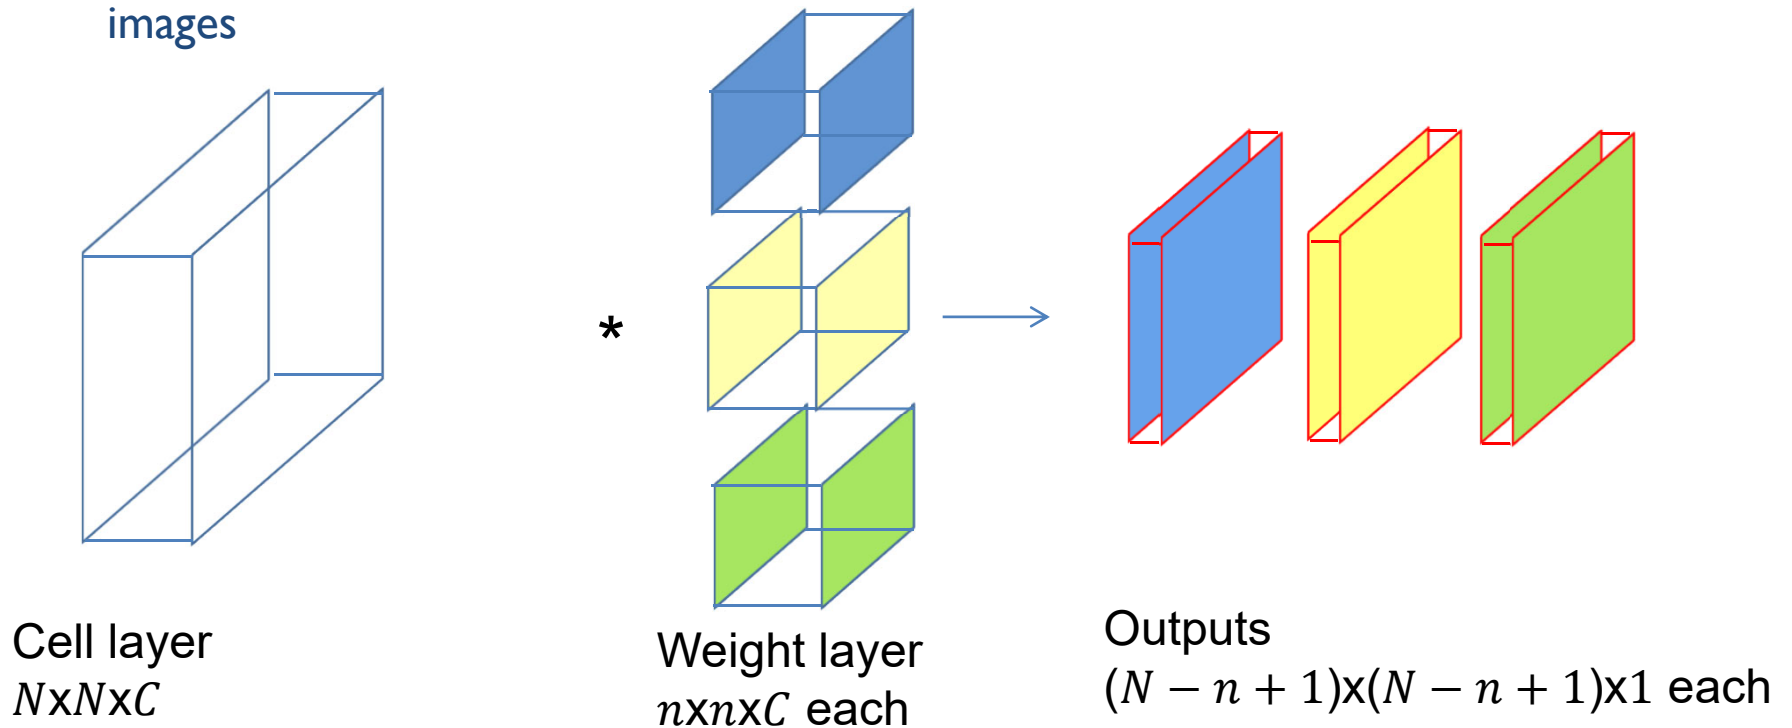 images
*
Cell layer
NxNxC
Weight layer
nxnxC each
Outputs
(N − n + 1)x(N − n + 1)x1 each